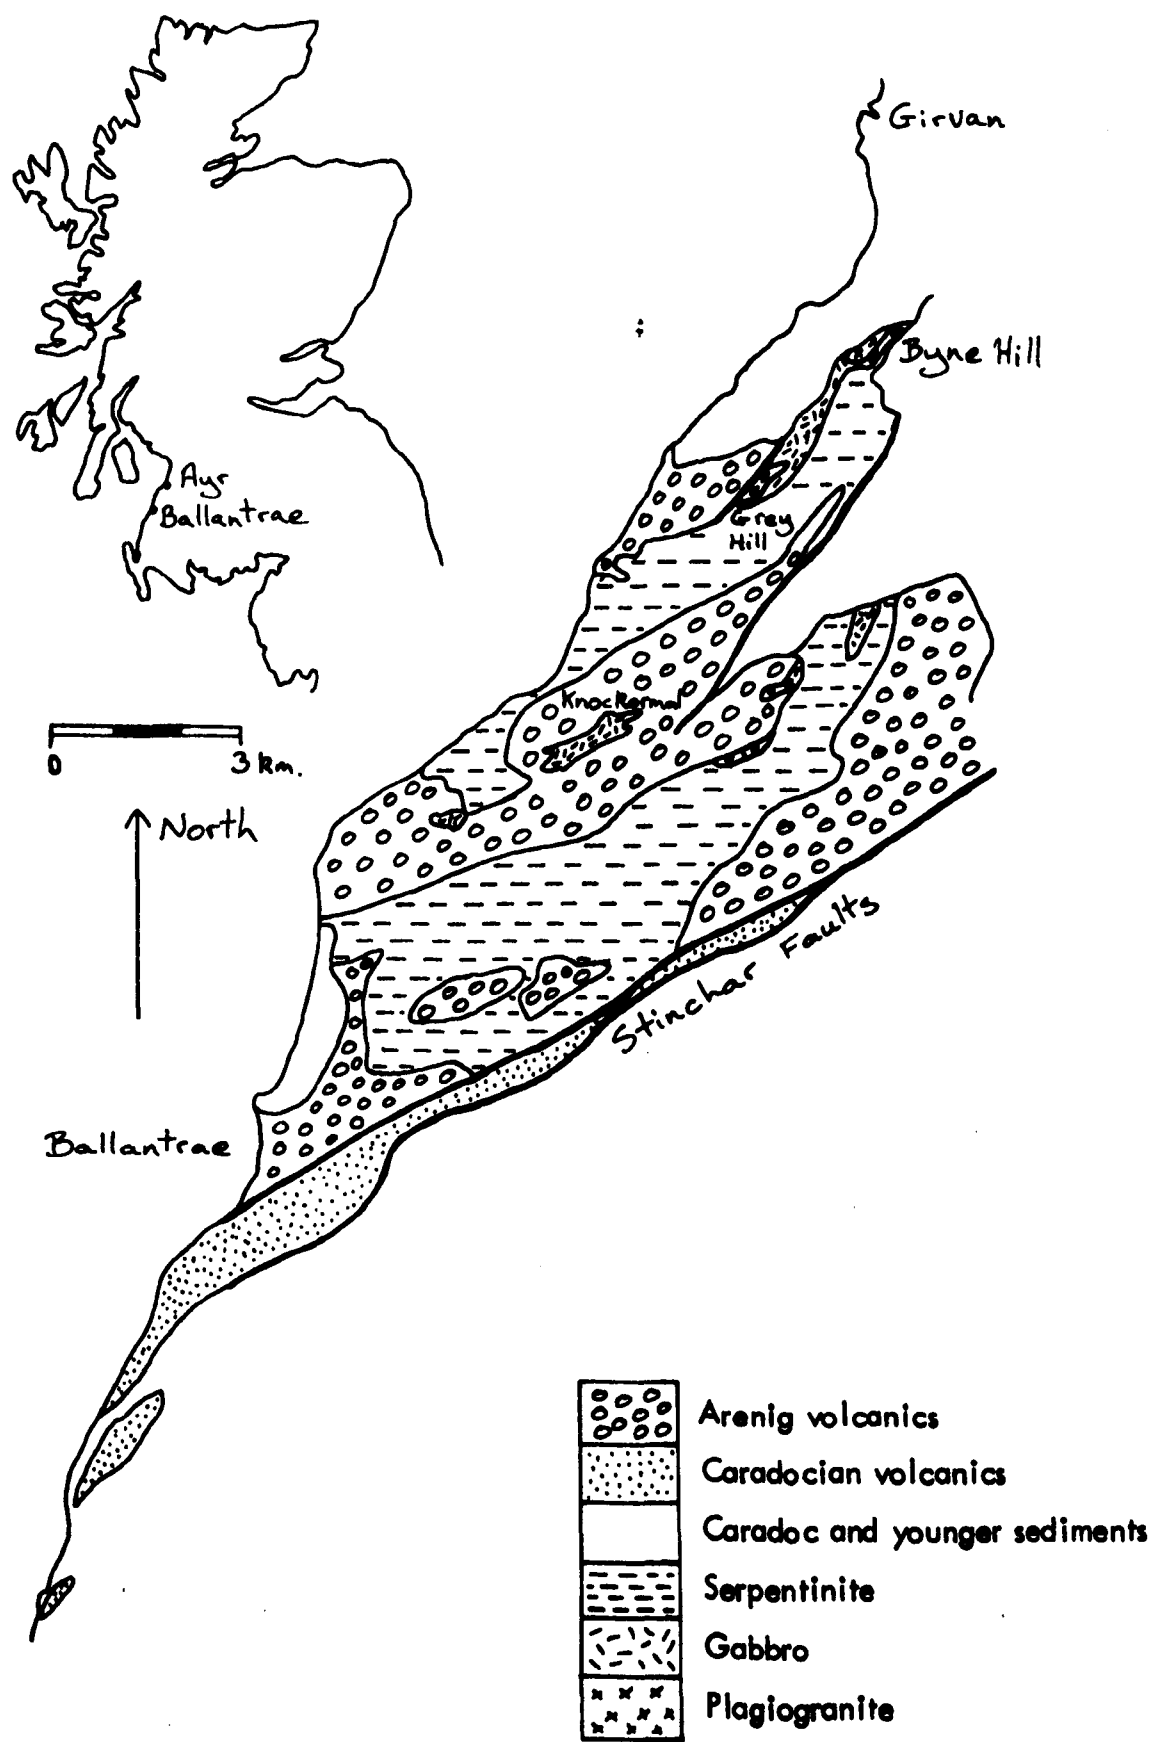 Girvan
Byne Hill
Ayr
Ballantrae
Grey
Hill
Knockormal
0 3 km.
North
Stinchar Faults
Ballantrae
Arenig volcanics
Caradocian volcanics
Caradoc and younger sediments
Serpentinite
Gabbro
Plagiogranite